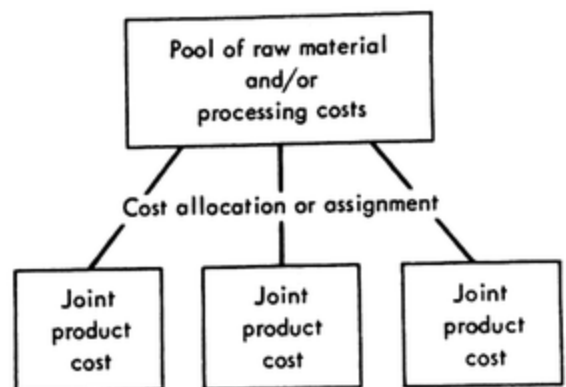 Pool of raw material
and/or
processing costs
Cost allocation or assignment
Joint
product
cost
Joint
product
cost
Joint
product
cost